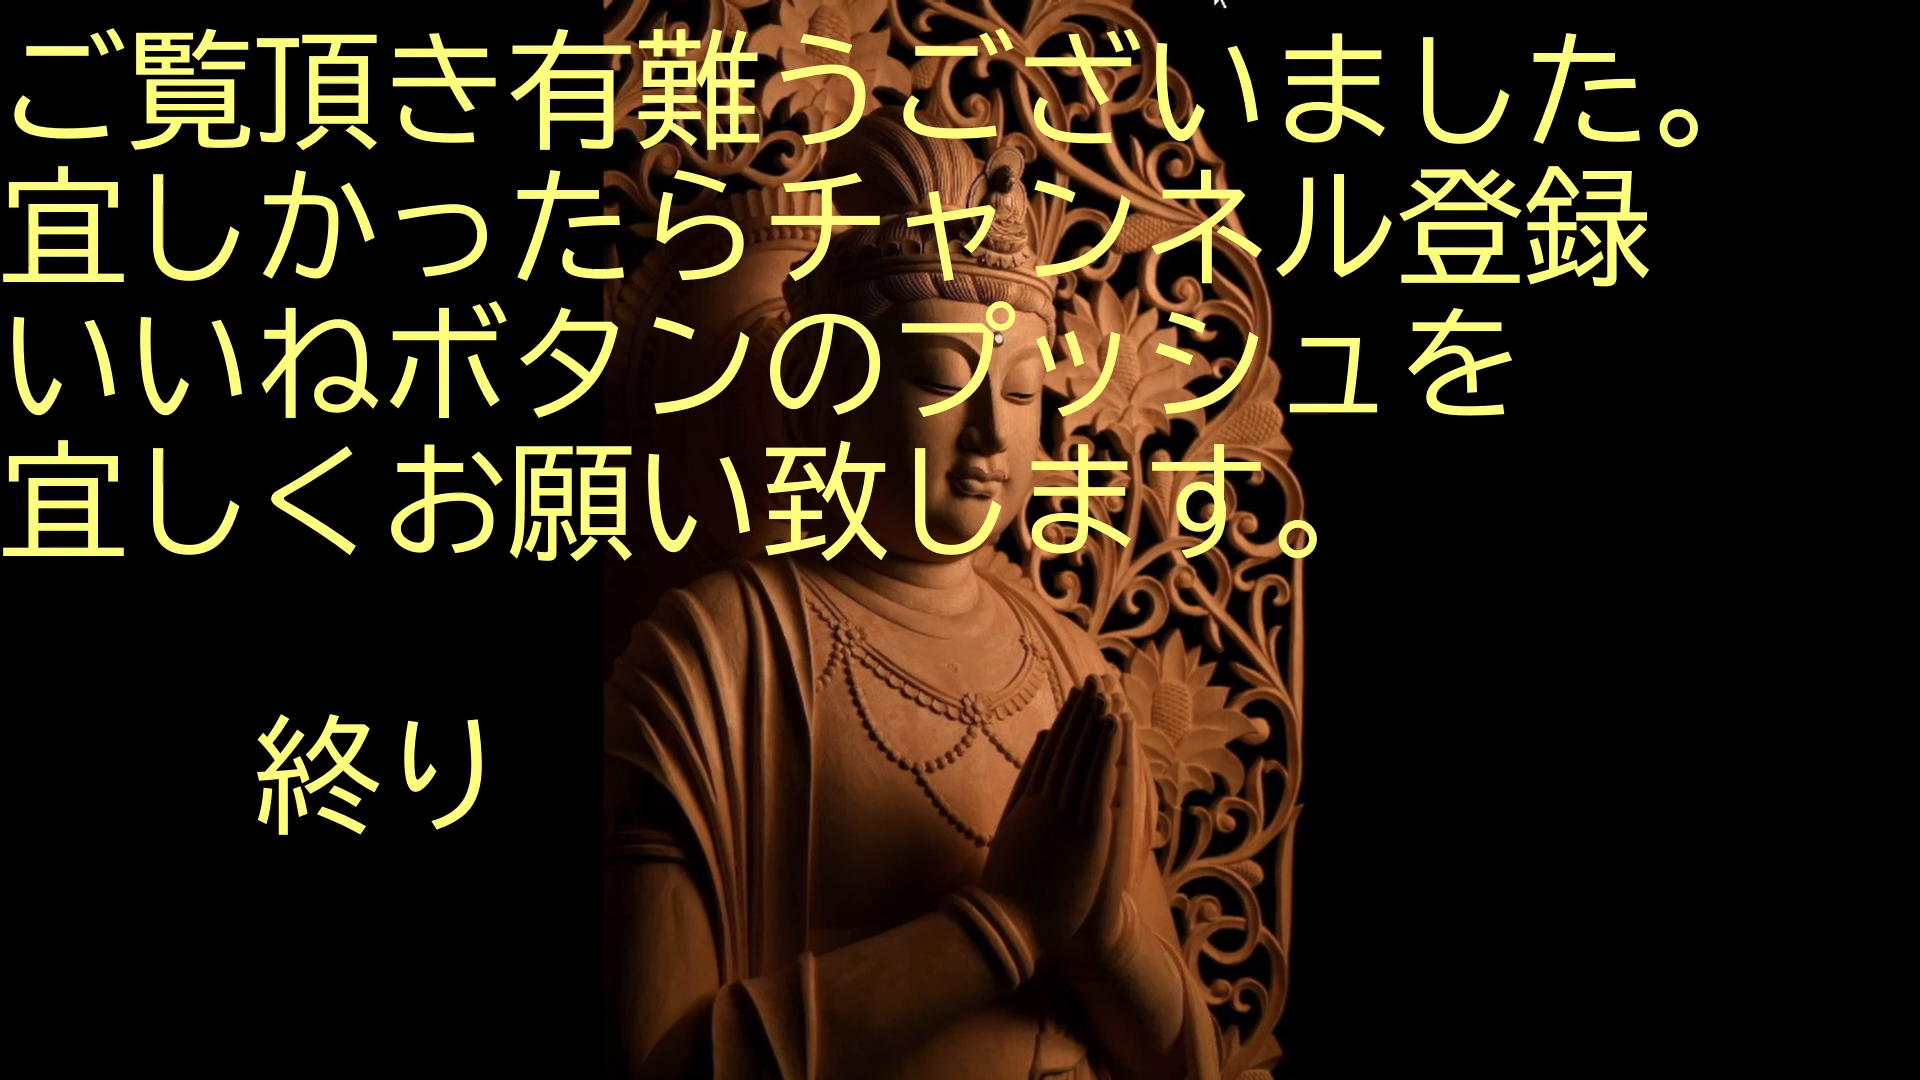 ご覧頂き有難うございました。
宜しかったらチャンネル登録
いいねボタンのプッシュを
宜しくお願い致します。
終り